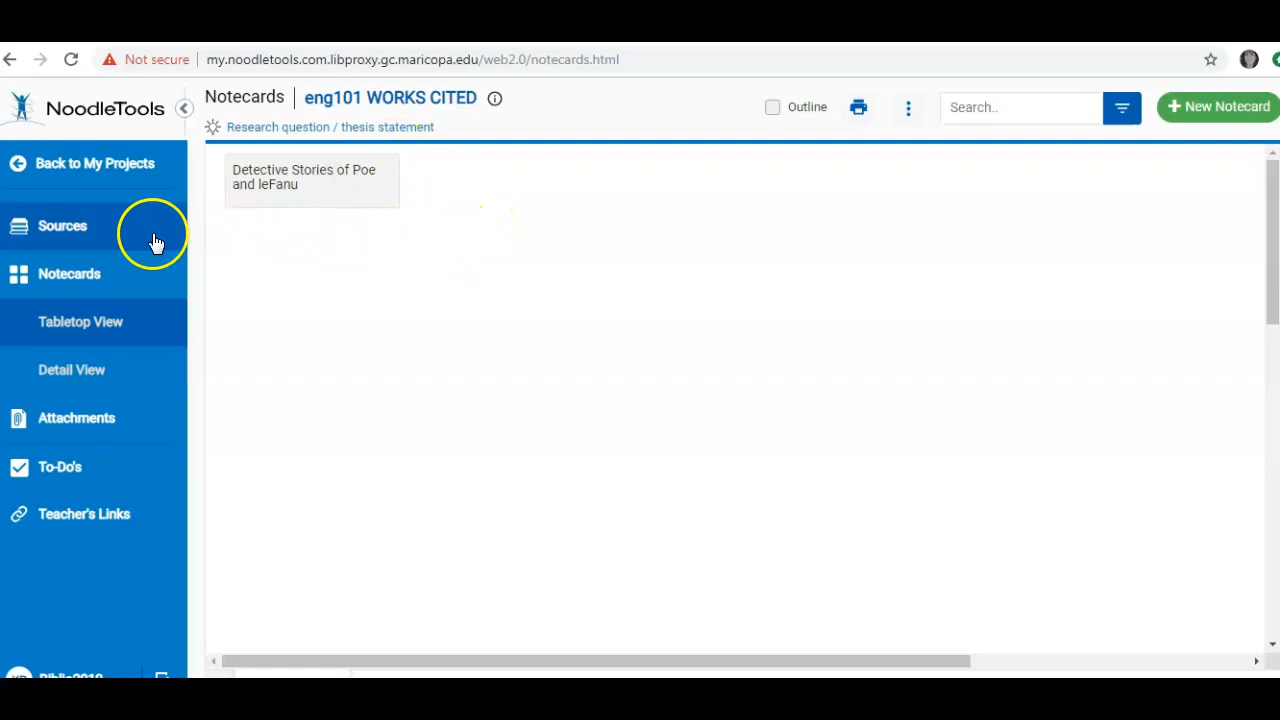 Not secure my.noodletools.com.libproxy.gc.maricopa.edu/web2.0/notecards.html
NoodleTools
Notecards eng101 WORKS CITED
Outline
Search..
+ New Notecard
Research question / thesis statement
Back to My Projects
Sources
Notecards
Tabletop View
Detail View
Attachments
To-Do's
Teacher's Links
Detective Stories of Poe
and leFanu